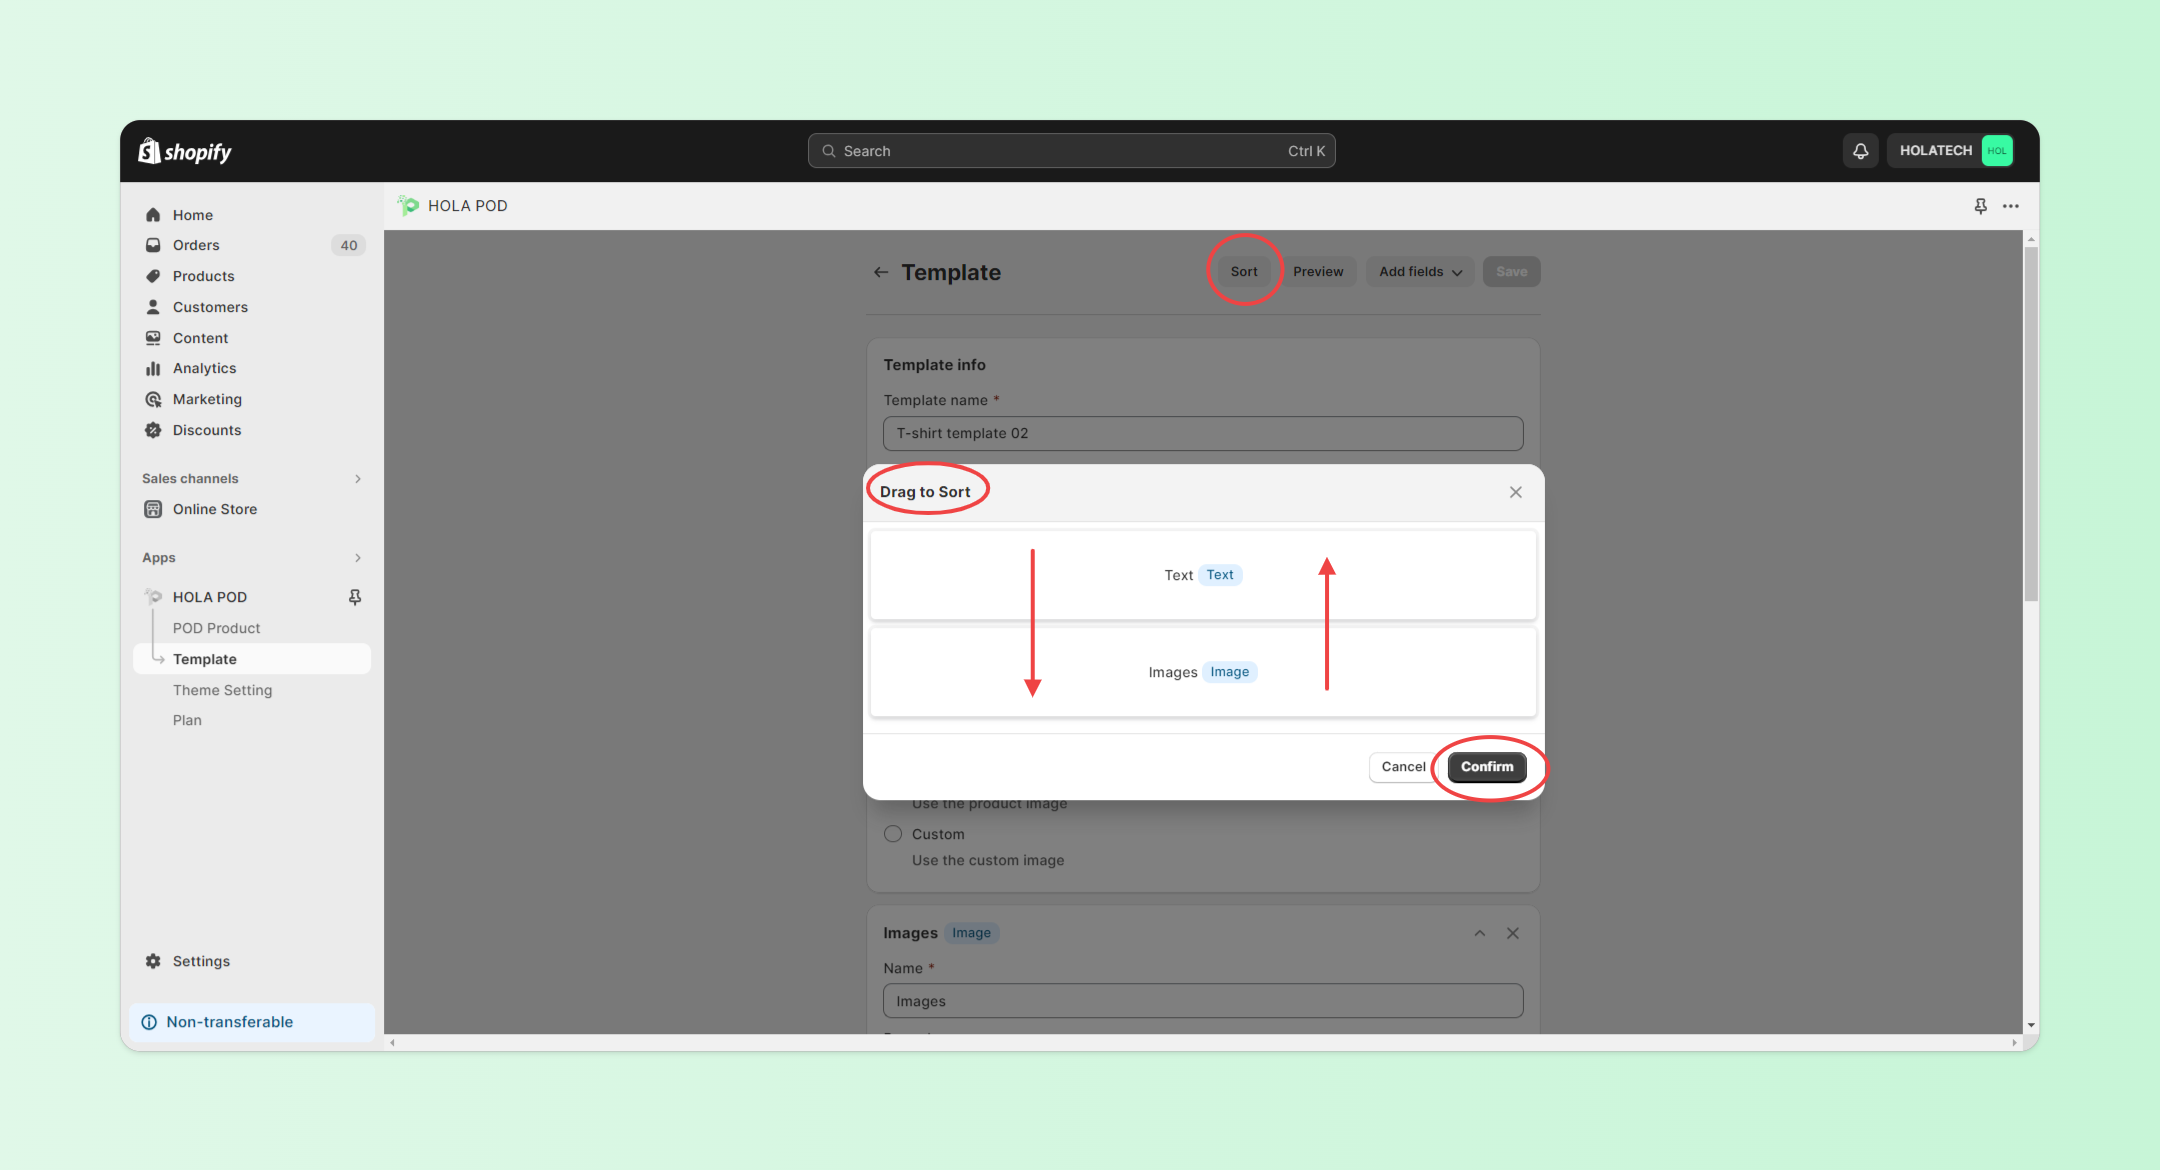 shopify
Search
Ctrl K
HOLATECH
HOL
Home
Orders
40
Products
Customers
Content
Analytics
Marketing
Discounts
Sales channels
Online Store
Apps
HOLA POD
POD Product
Template
Theme Setting
Plan
Settings
Non-transferable
HOLA POD
Template
Sort
Preview
Add fields
Save
Template info
Template name *
T-shirt template 02
Drag to Sort
Text Text
Images Image
Cancel
Confirm
Use the product image
Custom
Use the custom image
Images Image
Name *
Images